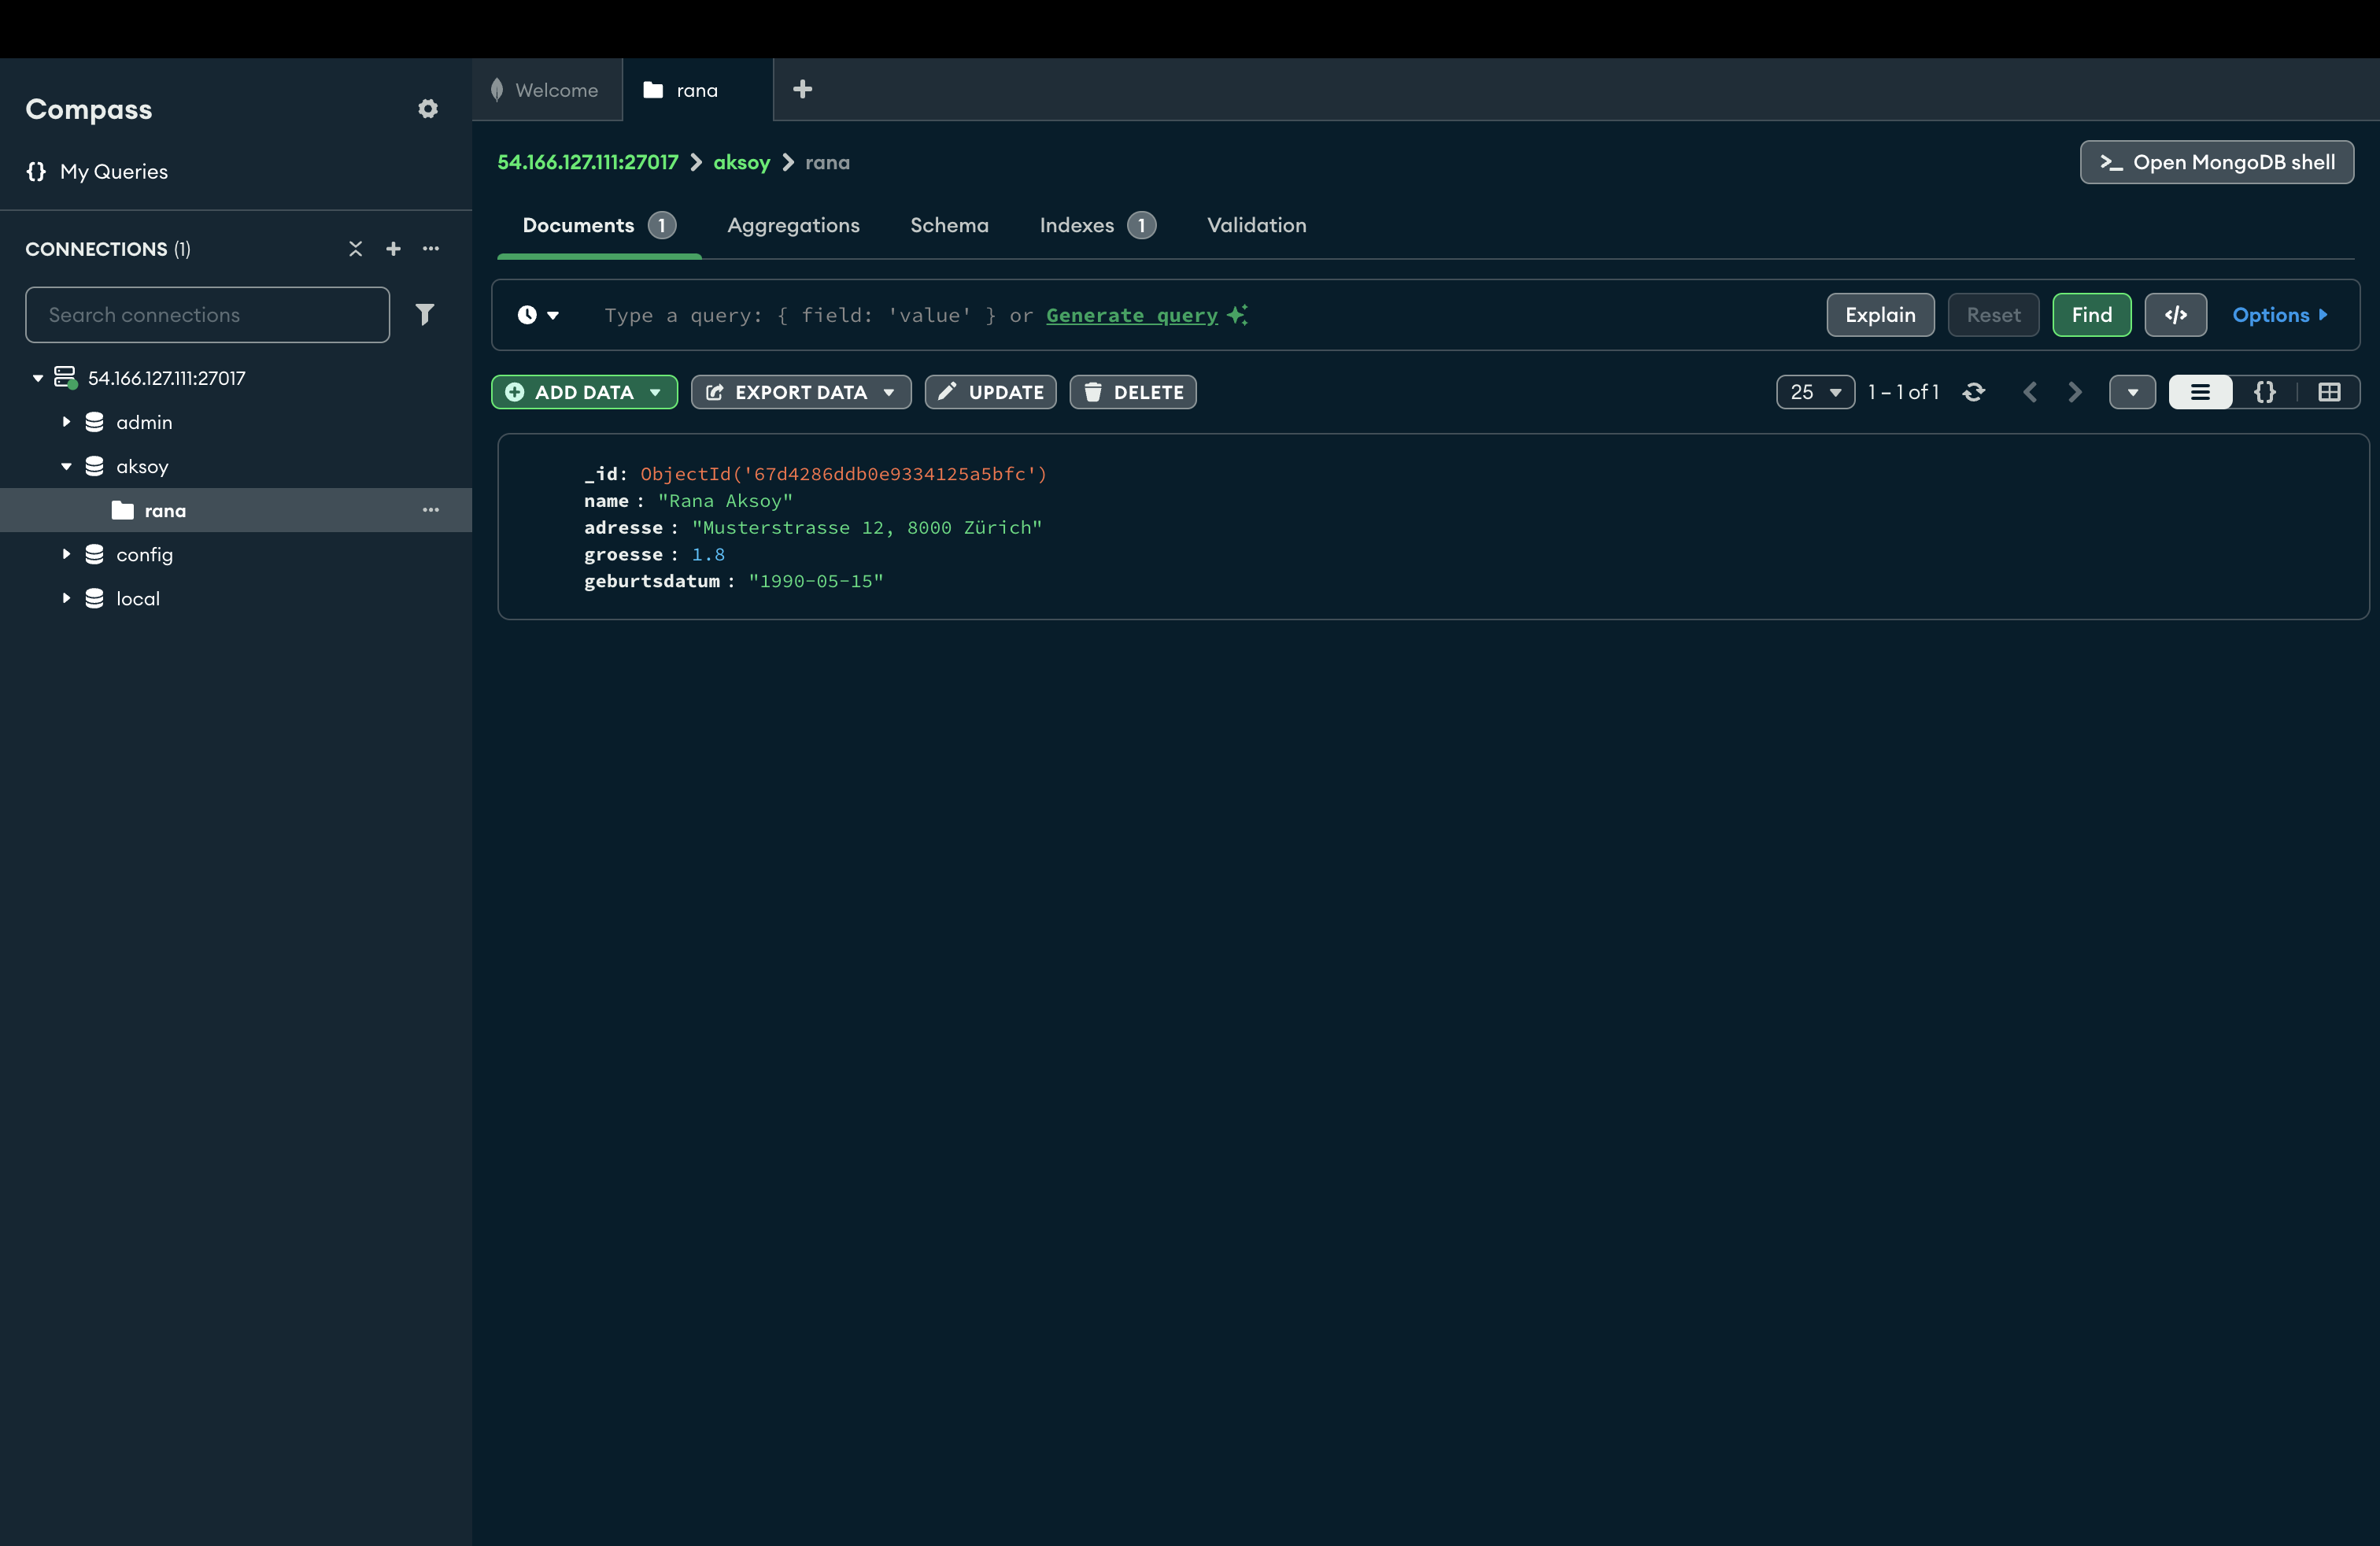 Compass
My Queries
CONNECTIONS (1)
Search connections
54.166.127.111:27017
admin
aksoy
rana
config
local
Welcome
rana
54.166.127.111:27017 > aksoy > rana
>_ Open MongoDB shell
Documents 1 Aggregations Schema Indexes 1 Validation
Type a query: { field: 'value' } or Generate query
Explain Reset Find </> Options
ADD DATA EXPORT DATA UPDATE DELETE
25 1 – 1 of 1 {}
_id: ObjectId('67d4286ddb0e9334125a5bfc')
name : "Rana Aksoy"
adresse : "Musterstrasse 12, 8000 Zürich"
groesse : 1.8
geburtsdatum : "1990-05-15"